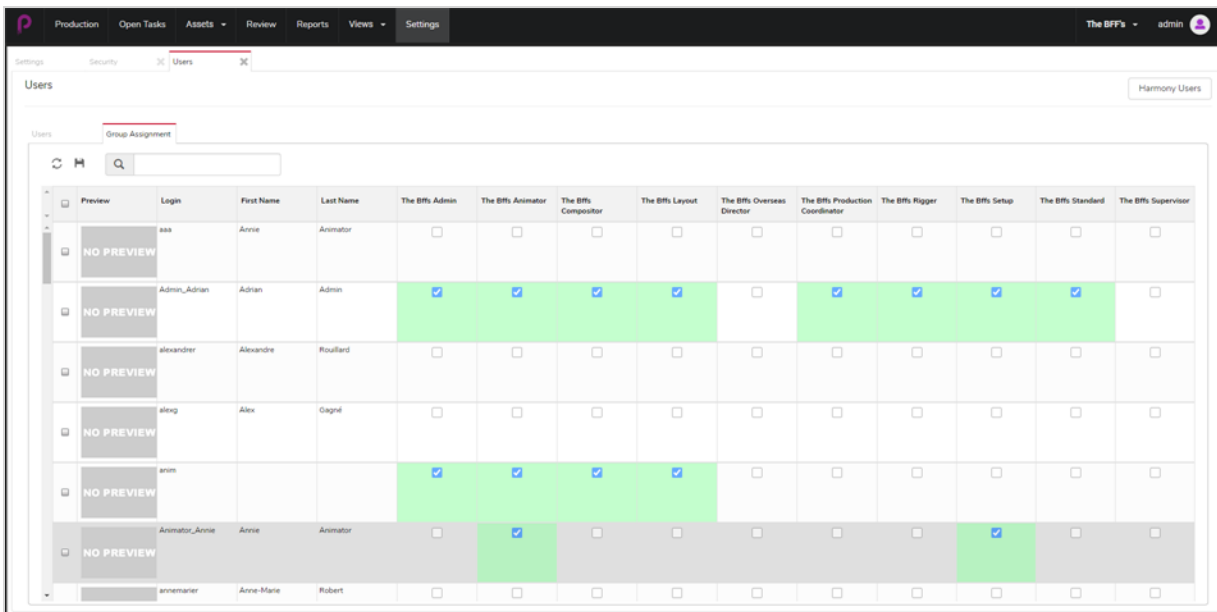 Production Open Tasks Assets Review Reports Views Settings The BFF's admin
Settings Security Users
Users Harmony Users
Users Group Assignment
Preview Login First Name Last Name The Bffs Admin The Bffs Animator The Bffs Compositor The Bffs Layout The Bffs Overseas Director The Bffs Production Coordinator The Bffs Rigger The Bffs Setup The Bffs Standard The Bffs Supervisor
NO PREVIEW aaa Annie Animator
NO PREVIEW Admin_Adrian Adrian Admin
NO PREVIEW alexandrer Alexandre Rouillard
NO PREVIEW alexg Alex Gagné
NO PREVIEW anim
NO PREVIEW Animator_Annie Annie Animator
annemarier Anne-Marie Robert